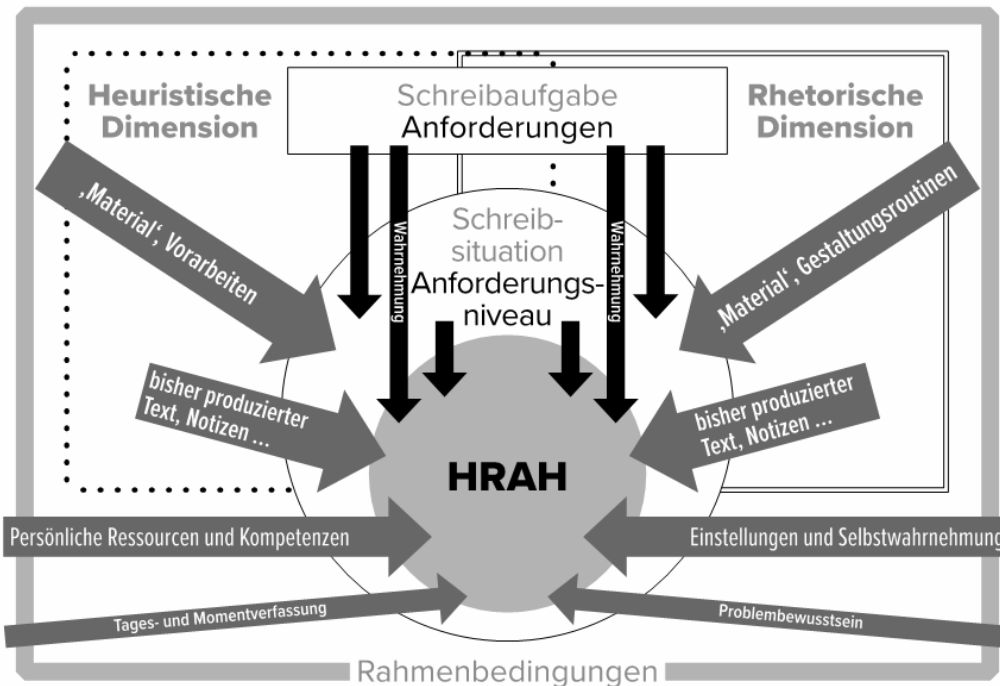 Heuristische
Dimension
Schreibaufgabe
Anforderungen
Rhetorische
Dimension
‚Material‘, Vorarbeiten
‚Material‘, Gestaltungsroutinen
Wahrnehmung
Wahrnehmung
Schreib-
situation
Anforderungs-
niveau
bisher produzierter
Text, Notizen ...
bisher produzierter
Text, Notizen ...
HRAH
Persönliche Ressourcen und Kompetenzen
Einstellungen und Selbstwahrnehmung
Tages- und Momentverfassung
Problembewusstsein
Rahmenbedingungen